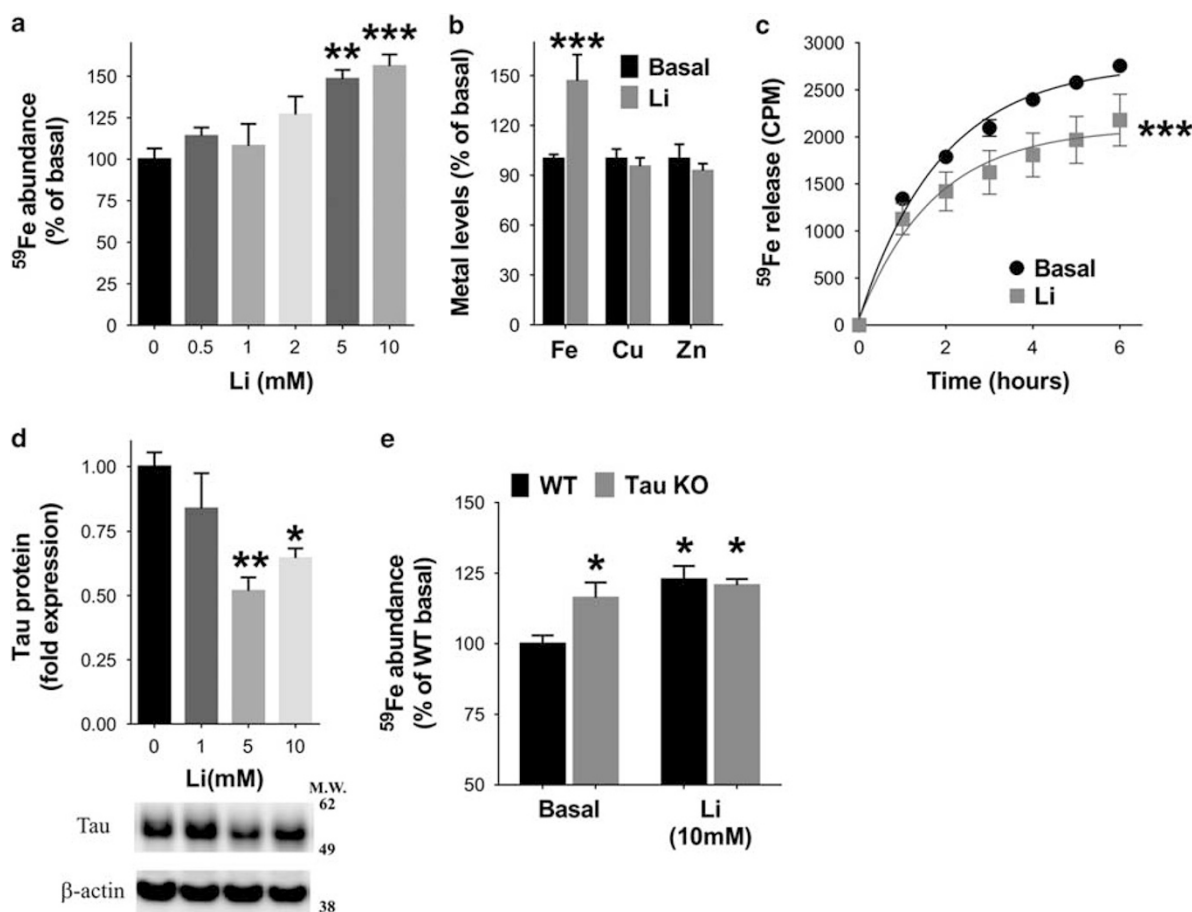 a
⁵⁹Fe abundance
(% of basal)
150
125
100
75
50
25
0
**
***
0 0.5 1 2 5 10
Li (mM)
b
Metal levels (% of basal)
150
120
90
60
30
0
***
Basal
Li
Fe Cu Zn
c
⁵⁹Fe release (CPM)
3000
2500
2000
1500
1000
500
0
***
Basal
Li
0 2 4 6
Time (hours)
d
Tau protein
(fold expression)
1.00
0.75
0.50
0.25
0.00
**
*
0 1 5 10
Li(mM)
M.W.
62
Tau
49
β-actin
38
e
WT Tau KO
⁵⁹Fe abundance
(% of WT basal)
150
125
100
75
50
* * *
Basal Li
(10mM)